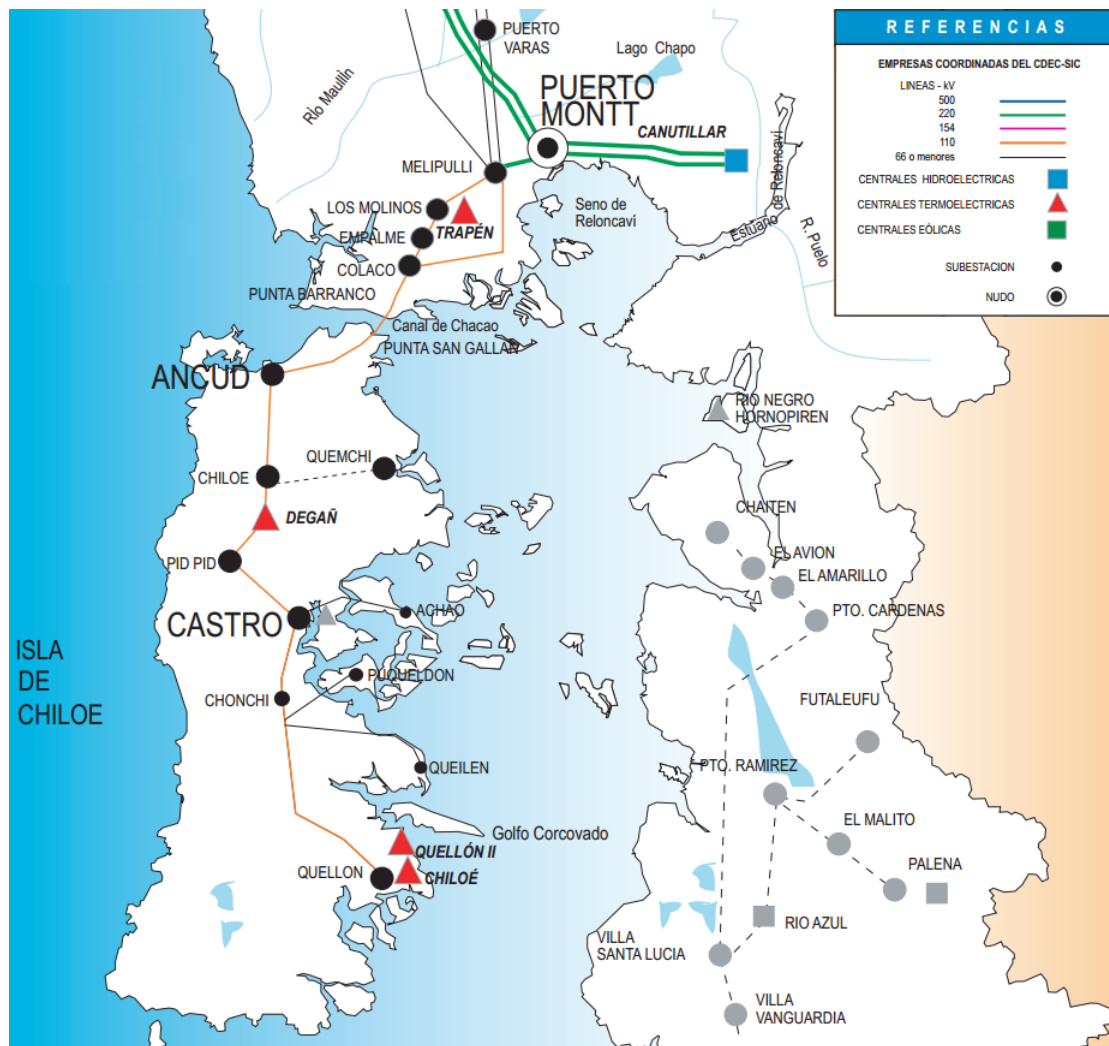 REFERENCIAS
EMPRESAS COORDINADAS DEL CDEC-SIC
LINEAS - kV
500
220
154
110
66 o menores
CENTRALES HIDROELECTRICAS
CENTRALES TERMOELECTRICAS
CENTRALES EÓLICAS
SUBESTACION
NUDO
PUERTO
VARAS
Lago Chapo
Río Maullín
PUERTO
MONTT
CANUTILLAR
MELIPULLI
Estuario de Reloncaví
R. Puelo
LOS MOLINOS
TRAPÉN
Seno de
Reloncaví
EMPALME
COLACO
PUNTA BARRANCO
Canal de Chacao
PUNTA SAN GALLAN
ANCUD
RIO NEGRO
HORNOPIREN
QUEMCHI
CHILOE
DEGAÑ
CHAITEN
EL AVION
PID PID
EL AMARILLO
CASTRO
ACHAO
PTO. CARDENAS
ISLA
DE
CHILOE
PUQUELDON
CHONCHI
FUTALEUFU
QUEILEN
PTO. RAMIREZ
Golfo Corcovado
EL MALITO
QUELLÓN II
QUELLON
CHILOÉ
PALENA
RIO AZUL
VILLA
SANTA LUCIA
VILLA
VANGUARDIA